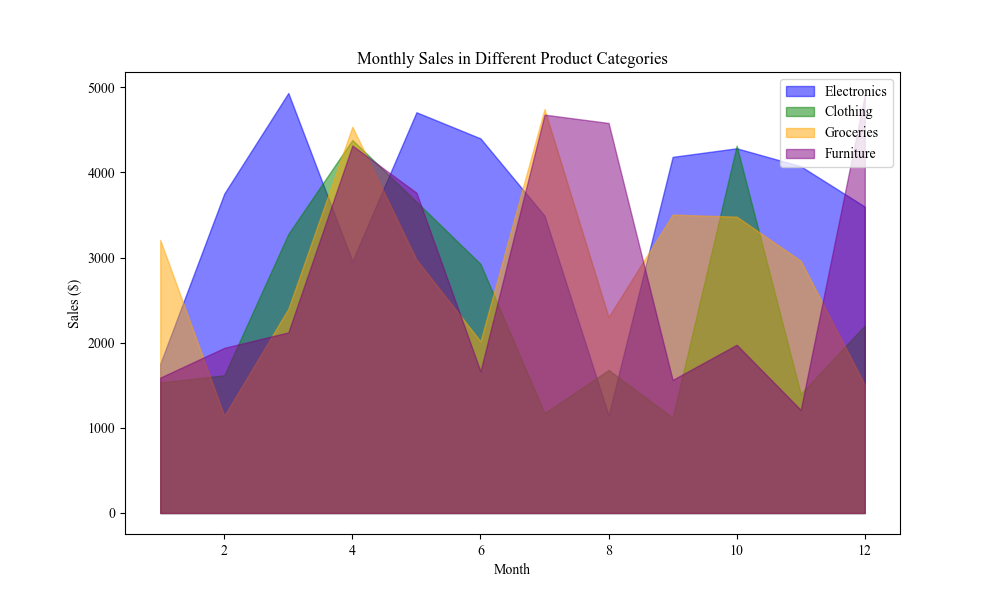 Monthly Sales in Different Product Categories
Electronics
Clothing
Groceries
Furniture
Sales ($)
5000
4000
3000
2000
1000
0
2 4 6 8 10 12
Month